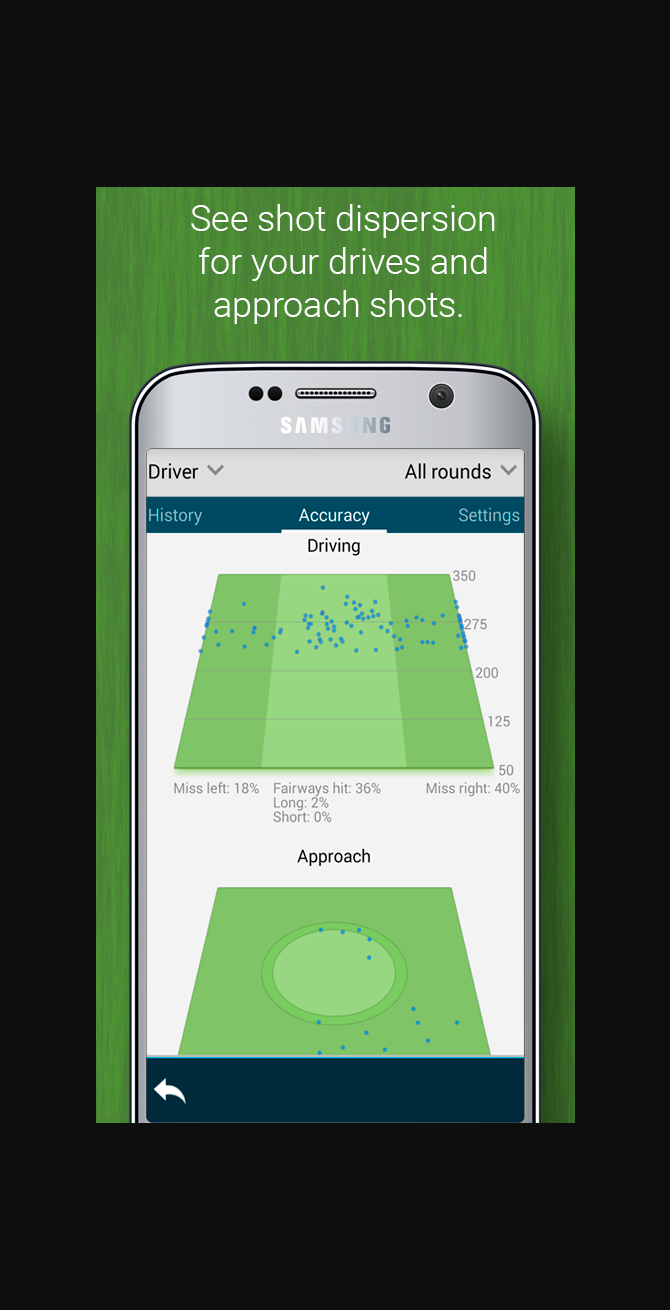 See shot dispersion
for your drives and
approach shots.
SAMSUNG
Driver All rounds
History Accuracy Settings
Driving
350
275
200
125
50
Miss left: 18% Fairways hit: 36% Miss right: 40%
Long: 2%
Short: 0%
Approach